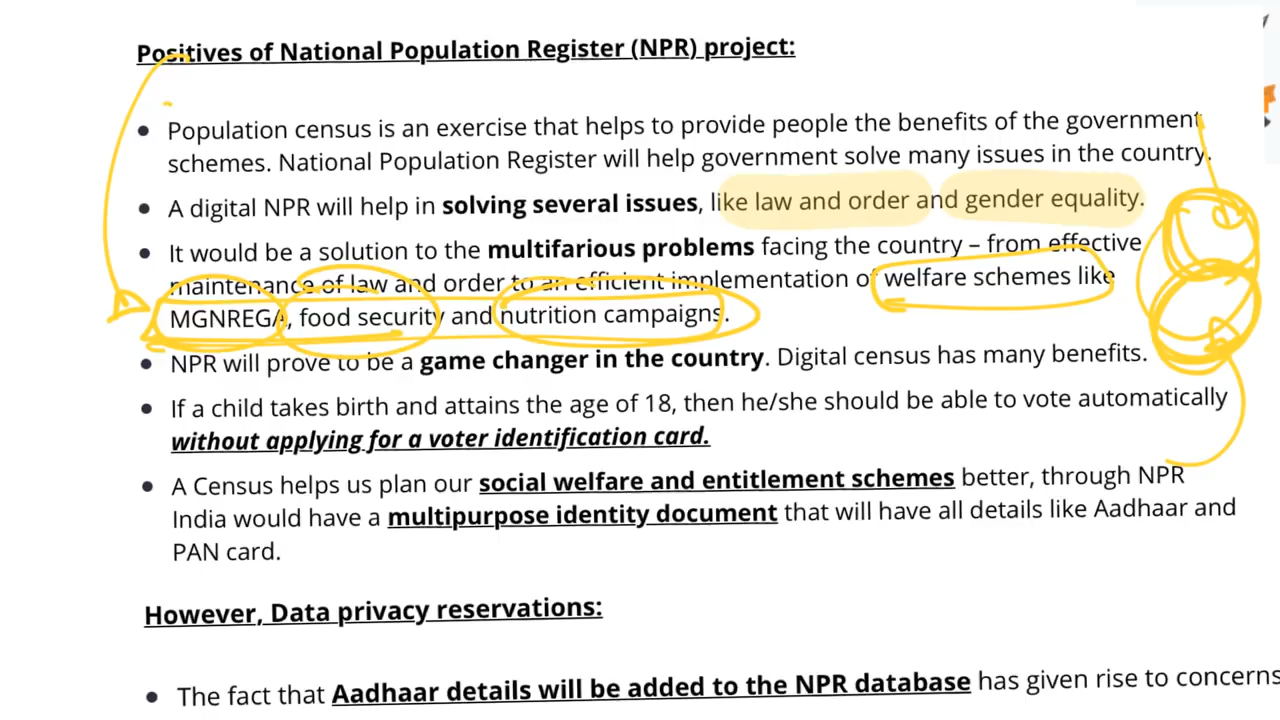 Positives of National Population Register (NPR) project:
● Population census is an exercise that helps to provide people the benefits of the government
schemes. National Population Register will help government solve many issues in the country.
● A digital NPR will help in solving several issues, like law and order and gender equality.
● It would be a solution to the multifarious problems facing the country – from effective
maintenance of law and order to an efficient implementation of welfare schemes like
MGNREGA, food security and nutrition campaigns.
● NPR will prove to be a game changer in the country. Digital census has many benefits.
● If a child takes birth and attains the age of 18, then he/she should be able to vote automatically
without applying for a voter identification card.
● A Census helps us plan our social welfare and entitlement schemes better, through NPR
India would have a multipurpose identity document that will have all details like Aadhaar and
PAN card.
However, Data privacy reservations:
● The fact that Aadhaar details will be added to the NPR database has given rise to concerns